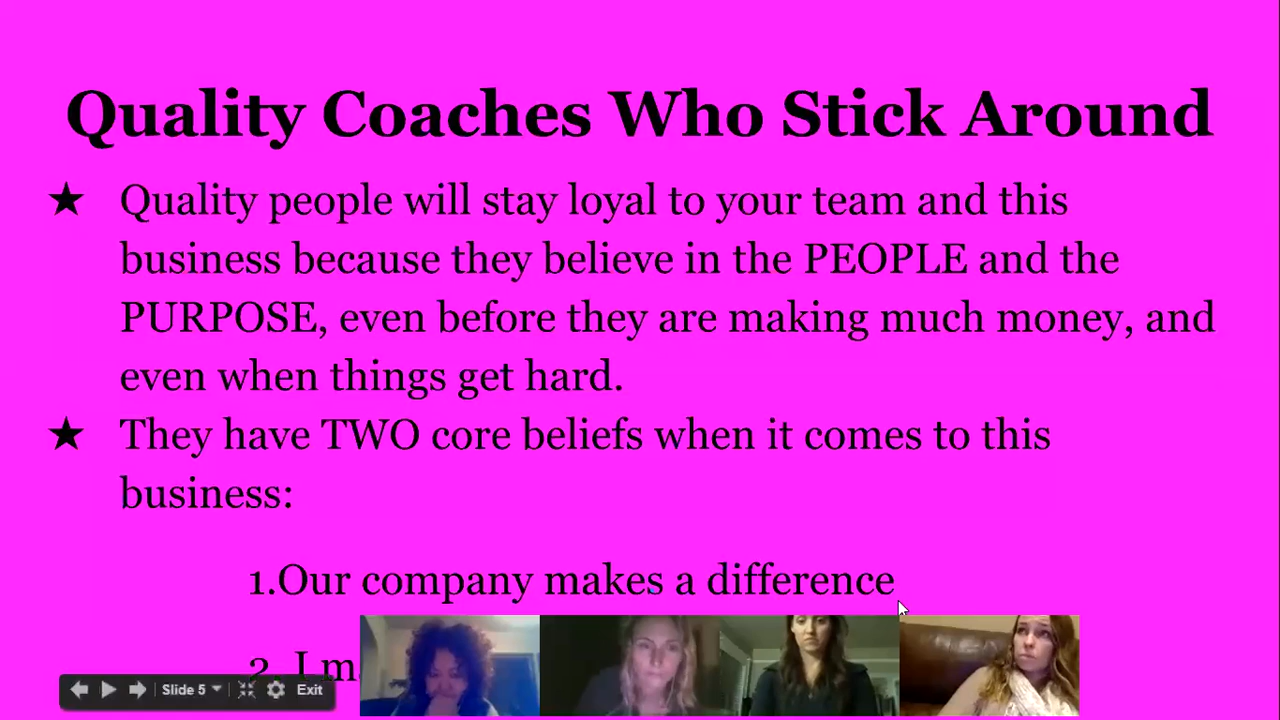 Quality Coaches Who Stick Around
★ Quality people will stay loyal to your team and this
business because they believe in the PEOPLE and the
PURPOSE, even before they are making much money, and
even when things get hard.
★ They have TWO core beliefs when it comes to this
business:
1.Our company makes a difference
2. I
Slide 5
Exit